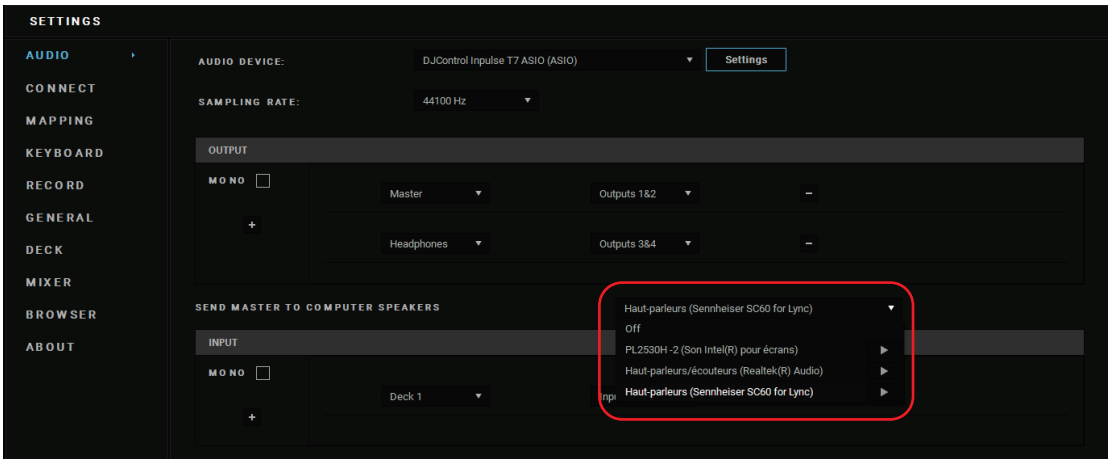 SETTINGS
AUDIO
CONNECT
MAPPING
KEYBOARD
RECORD
GENERAL
DECK
MIXER
BROWSER
ABOUT
AUDIO DEVICE: DJControl Inpulse T7 ASIO (ASIO) Settings
SAMPLING RATE: 44100 Hz
OUTPUT
MONO
Master Outputs 1&2 −
+
Headphones Outputs 3&4 −
SEND MASTER TO COMPUTER SPEAKERS Haut-parleurs (Sennheiser SC60 for Lync)
Off
PL2530H -2 (Son Intel(R) pour écrans)
Haut-parleurs/écouteurs (Realtek(R) Audio)
Haut-parleurs (Sennheiser SC60 for Lync)
INPUT
MONO
Deck 1
+